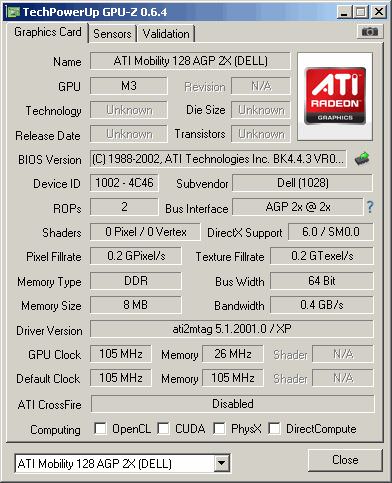 TechPowerUp GPU-Z 0.6.4
Graphics Card Sensors Validation
Name ATI Mobility 128 AGP 2X (DELL)
GPU M3 Revision N/A
Technology Unknown Die Size Unknown
Release Date Unknown Transistors Unknown
ATI
RADEON
GRAPHICS
BIOS Version (C) 1988-2002, ATI Technologies Inc. BK4.4.3 VR0...
Device ID 1002 - 4C46 Subvendor Dell (1028)
ROPs 2 Bus Interface AGP 2x @ 2x ?
Shaders 0 Pixel / 0 Vertex DirectX Support 6.0 / SM0.0
Pixel Fillrate 0.2 GPixel/s Texture Fillrate 0.2 GTexel/s
Memory Type DDR Bus Width 64 Bit
Memory Size 8 MB Bandwidth 0.4 GB/s
Driver Version ati2mtag 5.1.2001.0 / XP
GPU Clock 105 MHz Memory 26 MHz Shader N/A
Default Clock 105 MHz Memory 105 MHz Shader N/A
ATI CrossFire Disabled
Computing OpenCL CUDA PhysX DirectCompute
ATI Mobility 128 AGP 2X (DELL) Close